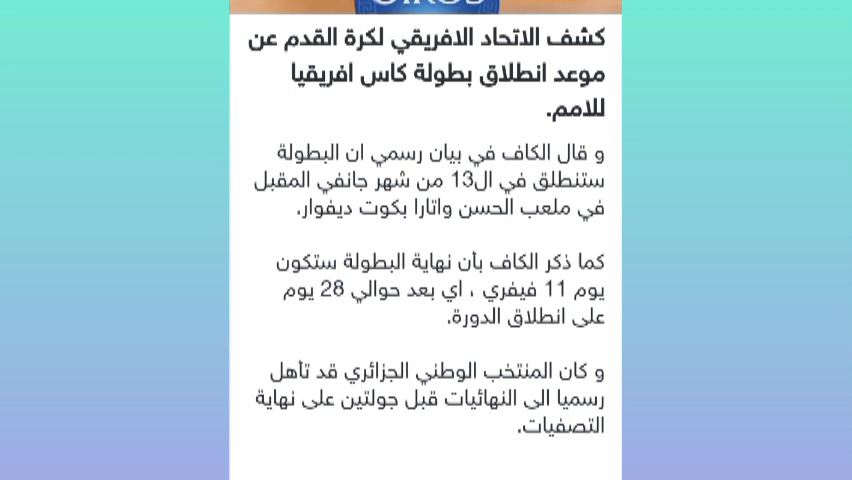 كشف الاتحاد الافريقي لكرة القدم عن
موعد انطلاق بطولة كاس افريقيا
للامم.
و قال الكاف في بيان رسمي ان البطولة
ستنطلق في ال13 من شهر جانفي المقبل
في ملعب الحسن واتارا بكوت ديفوار.
كما ذكر الكاف بأن نهاية البطولة ستكون
يوم 11 فيفري ، اي بعد حوالي 28 يوم
على انطلاق الدورة.
و كان المنتخب الوطني الجزائري قد تأهل
رسميا الى النهائيات قبل جولتين على نهاية
التصفيات.